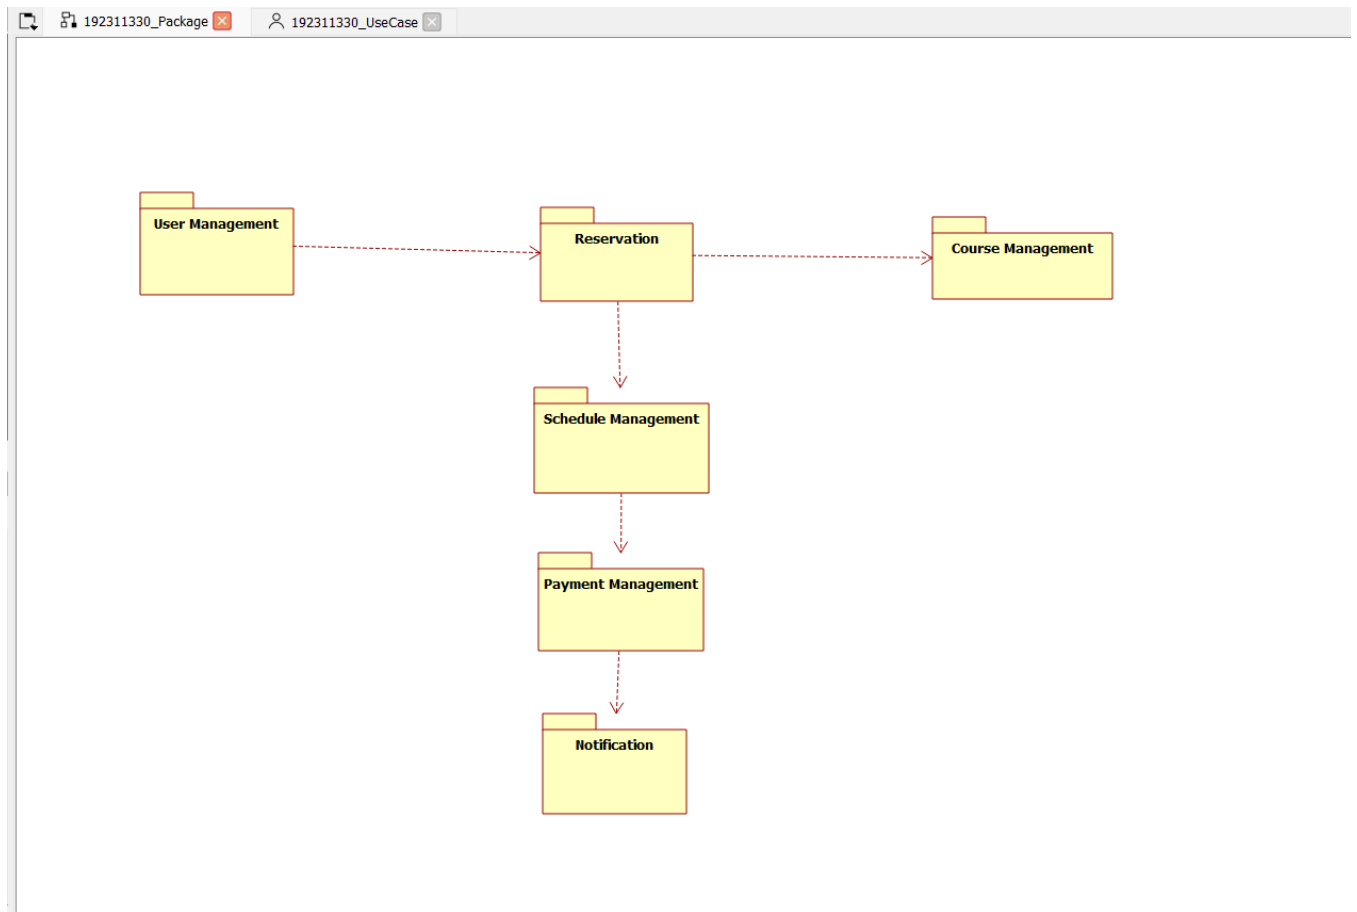 192311330_Package
192311330_UseCase
User Management
Reservation
Course Management
Schedule Management
Payment Management
Notification